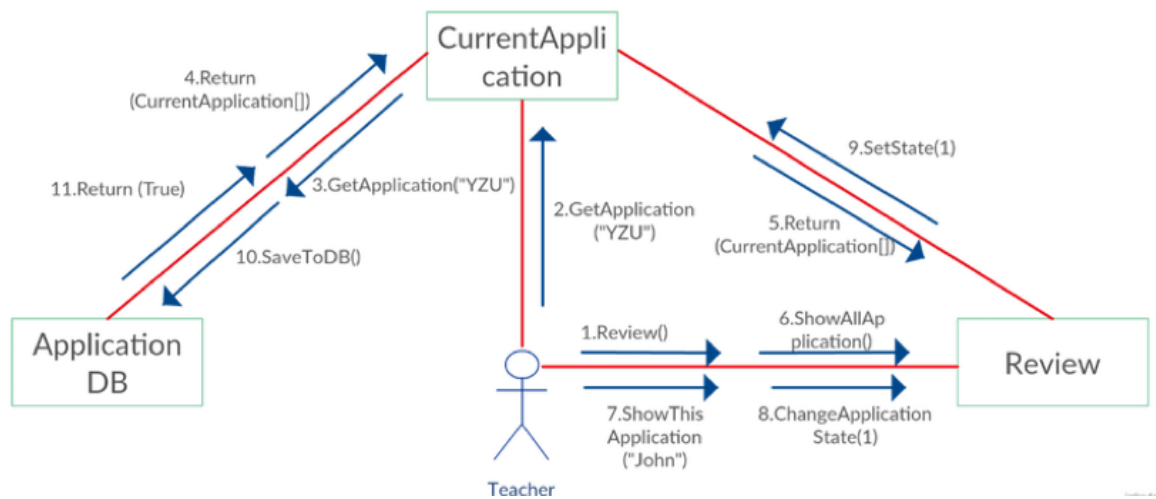 CurrentAppli
cation
4.Return
(CurrentApplication[])
9.SetState(1)
11.Return (True)
3.GetApplication("YZU")
2.GetApplication
("YZU")
5.Return
(CurrentApplication[])
10.SaveToDB()
Application
DB
1.Review()
6.ShowAllAp
plication()
Review
7.ShowThis
Application
("John")
8.ChangeApplication
State(1)
Teacher